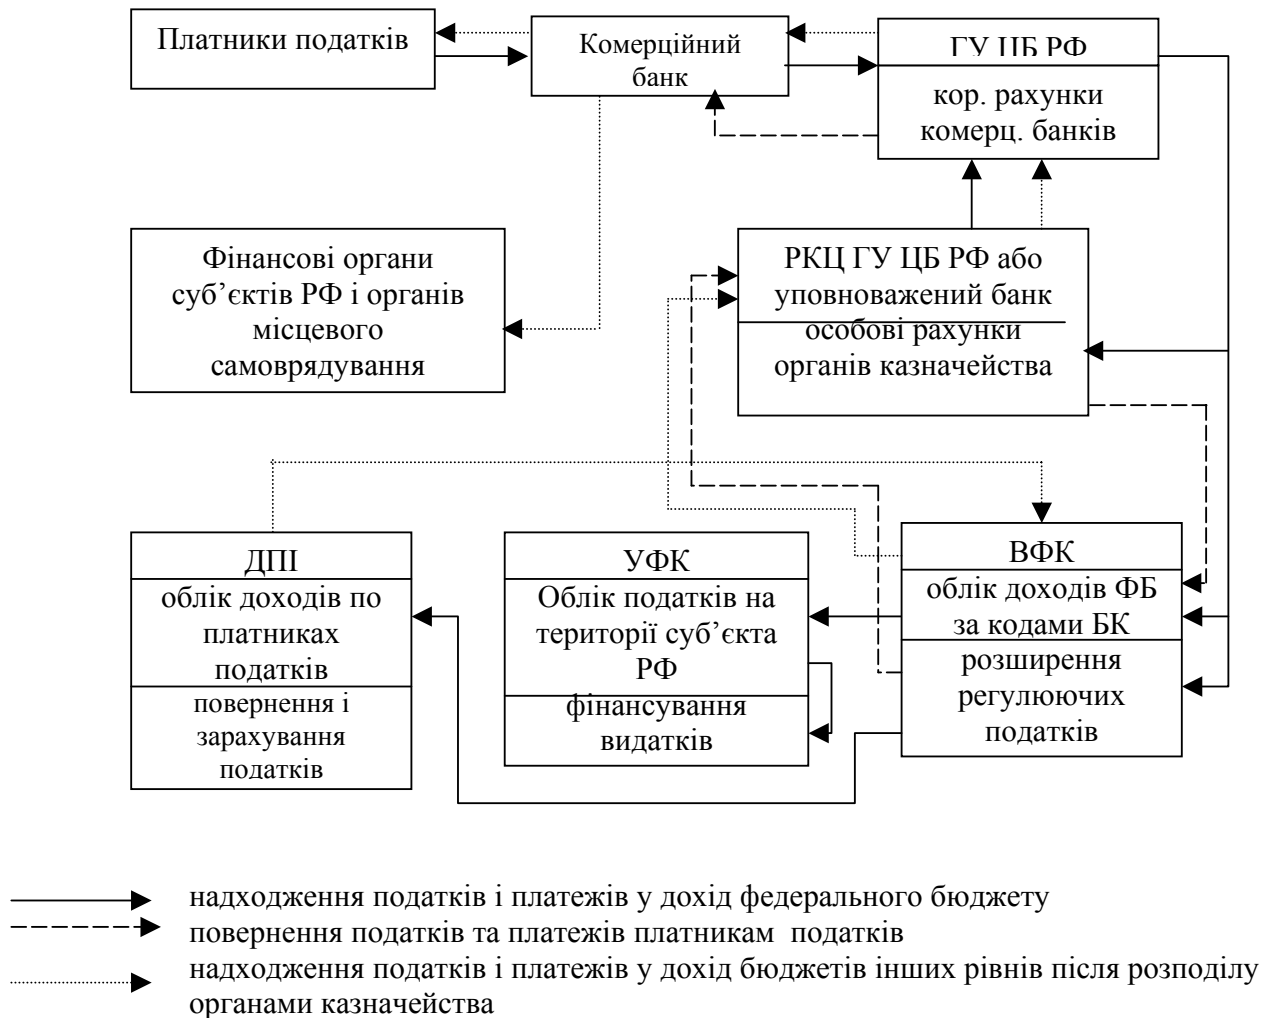 Платники податків
Комерційний
банк
ГУ ЦБ РФ
кор. рахунки
комерц. банків
Фінансові органи
суб’єктів РФ і органів
місцевого
самоврядування
РКЦ ГУ ЦБ РФ або
уповноважений банк
особові рахунки
органів казначейства
ДПІ
облік доходів по
платниках
податків
повернення і
зарахування
податків
УФК
Облік податків на
території суб’єкта
РФ
фінансування
видатків
ВФК
облік доходів ФБ
за кодами БК
розширення
регулюючих
податків
надходження податків і платежів у дохід федерального бюджету
повернення податків та платежів платникам податків
надходження податків і платежів у дохід бюджетів інших рівнів після розподілу
органами казначейства